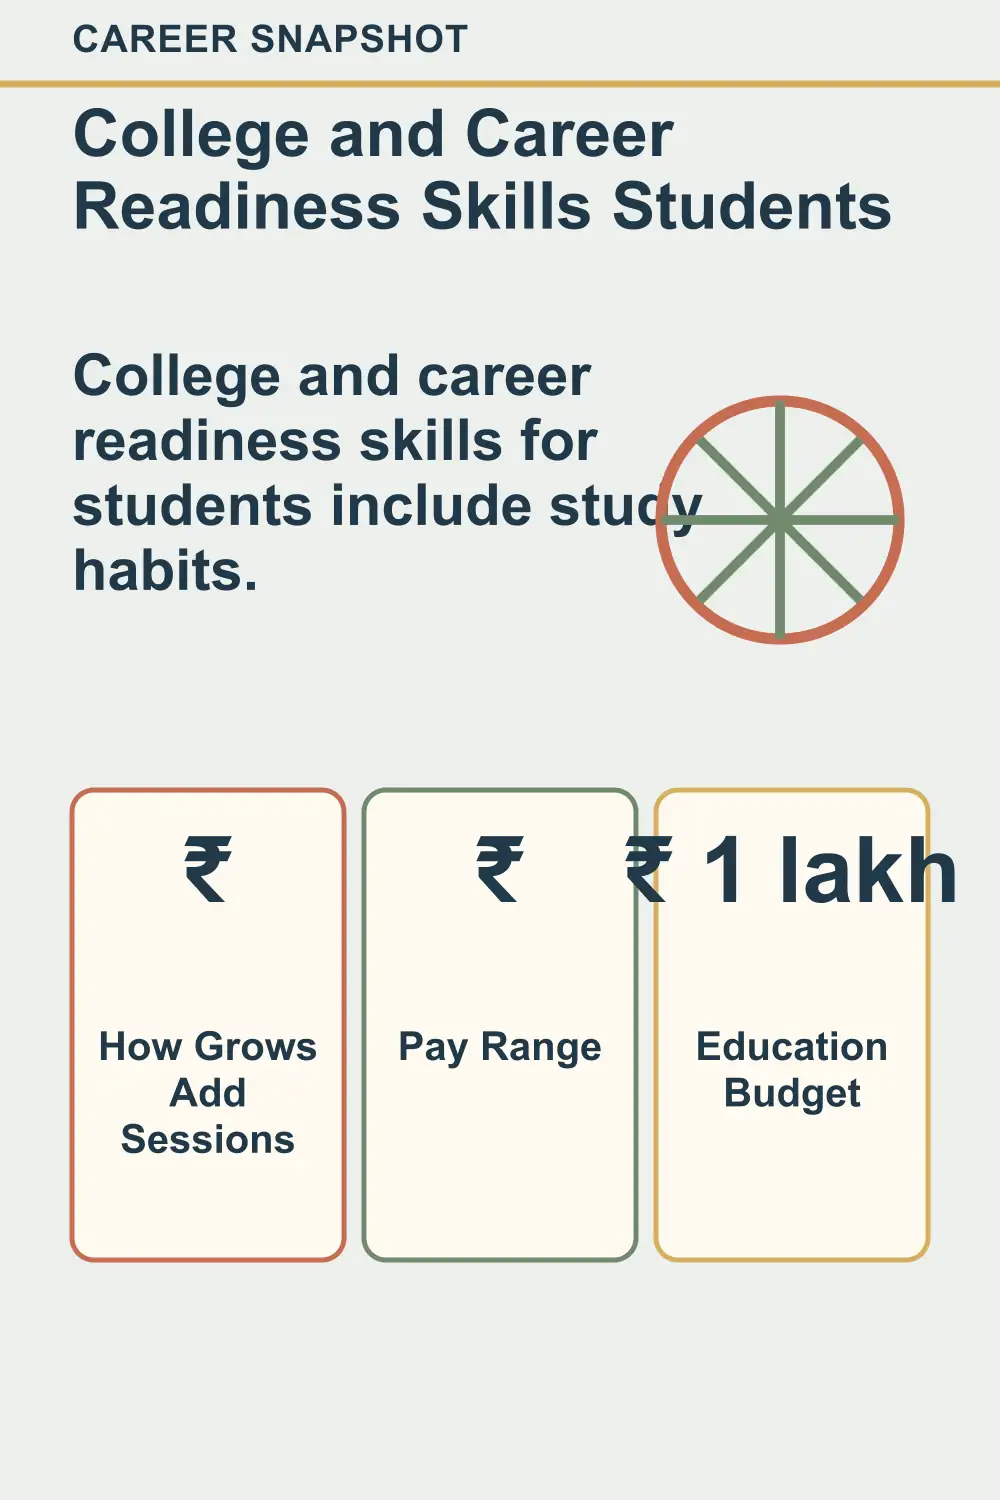 CAREER SNAPSHOT
College and Career
Readiness Skills Students
College and career
readiness skills for
students include study
habits.
₹
How Grows
Add
Sessions
₹
Pay Range
₹ 1 lakh
Education
Budget